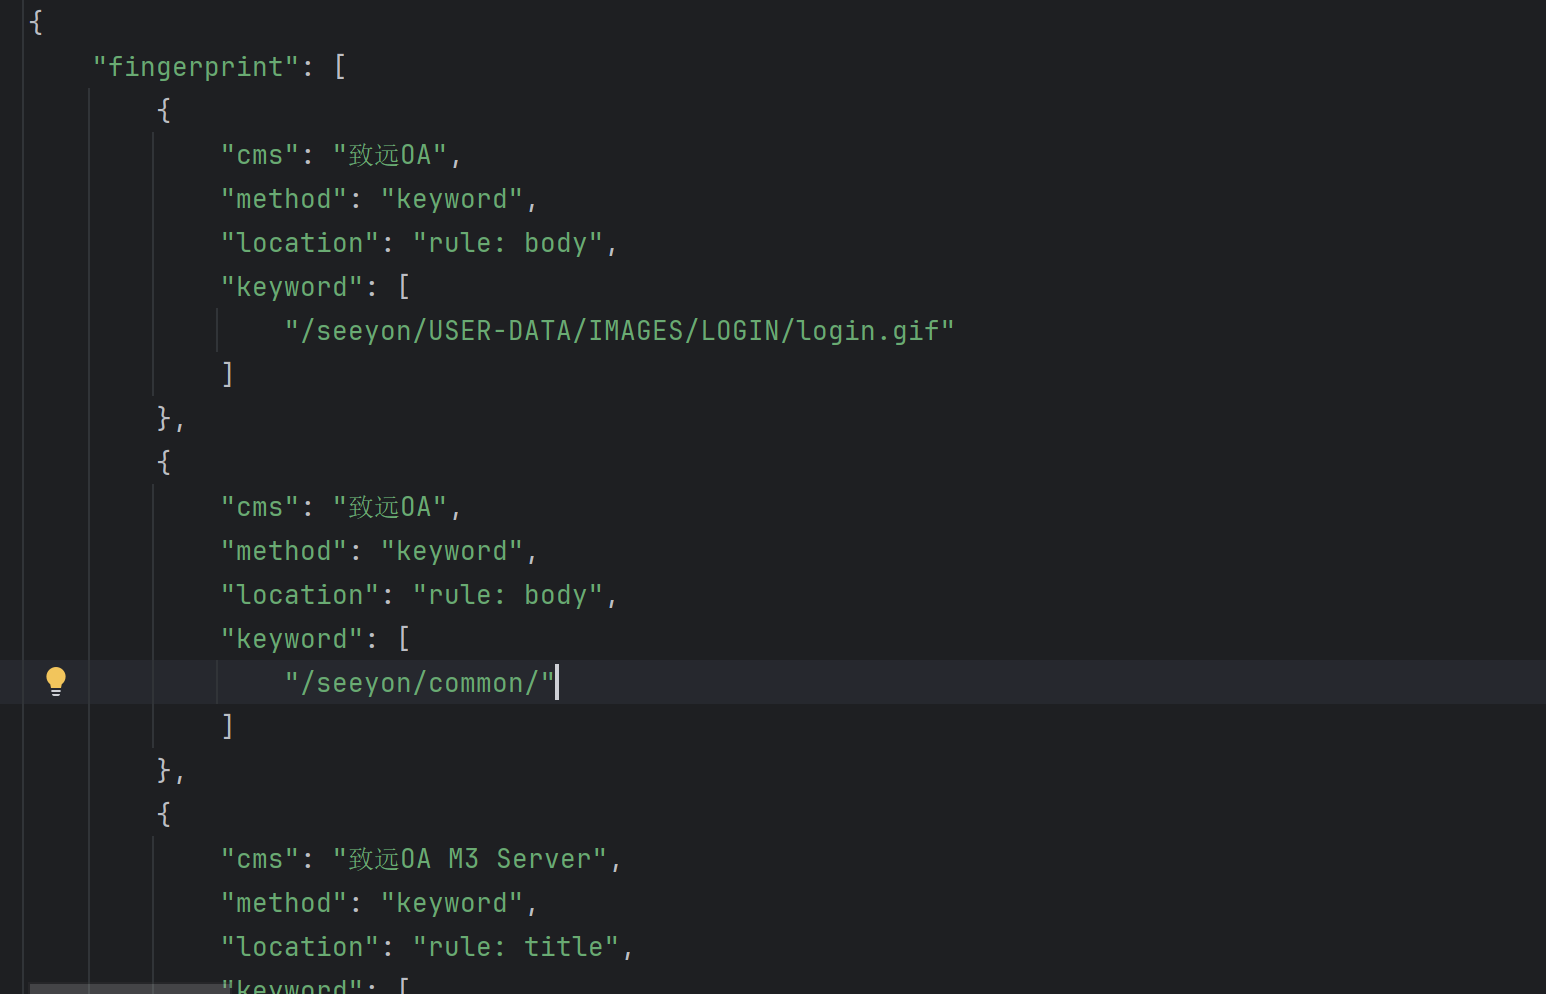 {
"fingerprint": [
{
"cms": "致远OA",
"method": "keyword",
"location": "rule: body",
"keyword": [
"/seeyon/USER-DATA/IMAGES/LOGIN/login.gif"
]
},
{
"cms": "致远OA",
"method": "keyword",
"location": "rule: body",
"keyword": [
"/seeyon/common/"
]
},
{
"cms": "致远OA M3 Server",
"method": "keyword",
"location": "rule: title",
"keyword": [